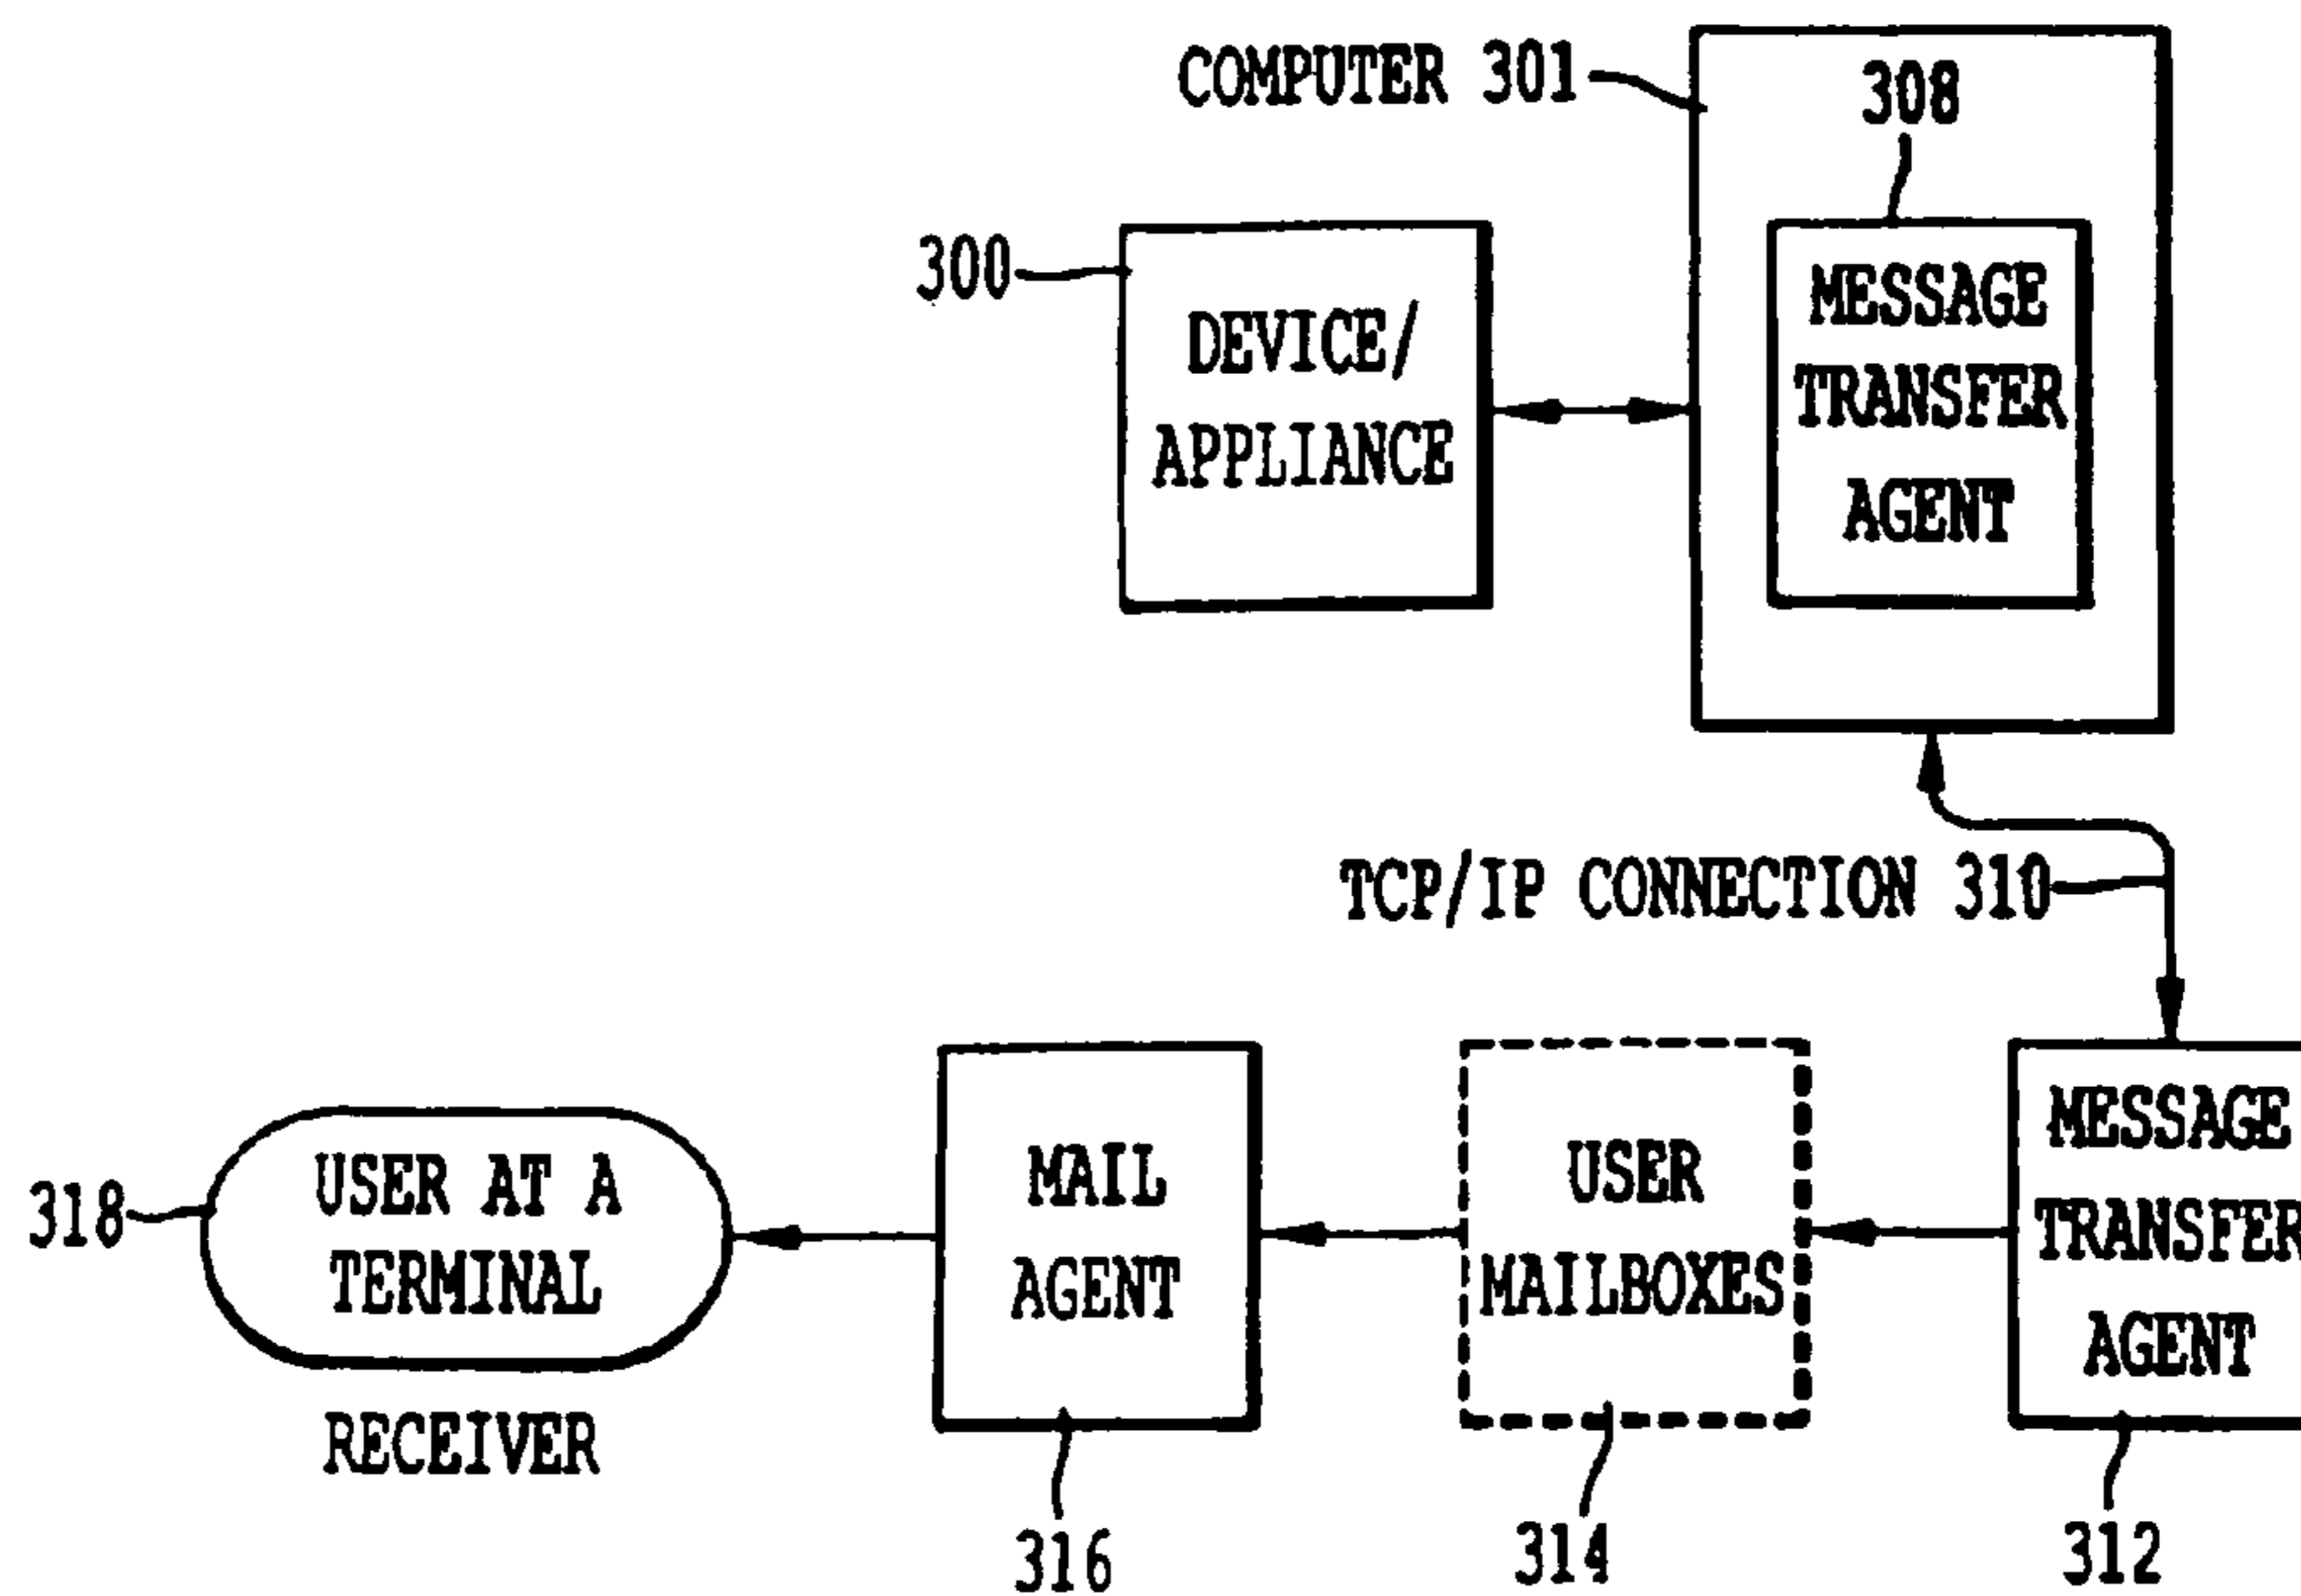 COMPUTER 301
308
300
DEVICE/
APPLIANCE
MESSAGE
TRANSFER
AGENT
TCP/IP CONNECTION 310
318
USER AT A
TERMINAL
RECEIVER
MAIL
AGENT
316
USER
MAILBOXES
314
MESSAGE
TRANSFER
AGENT
312